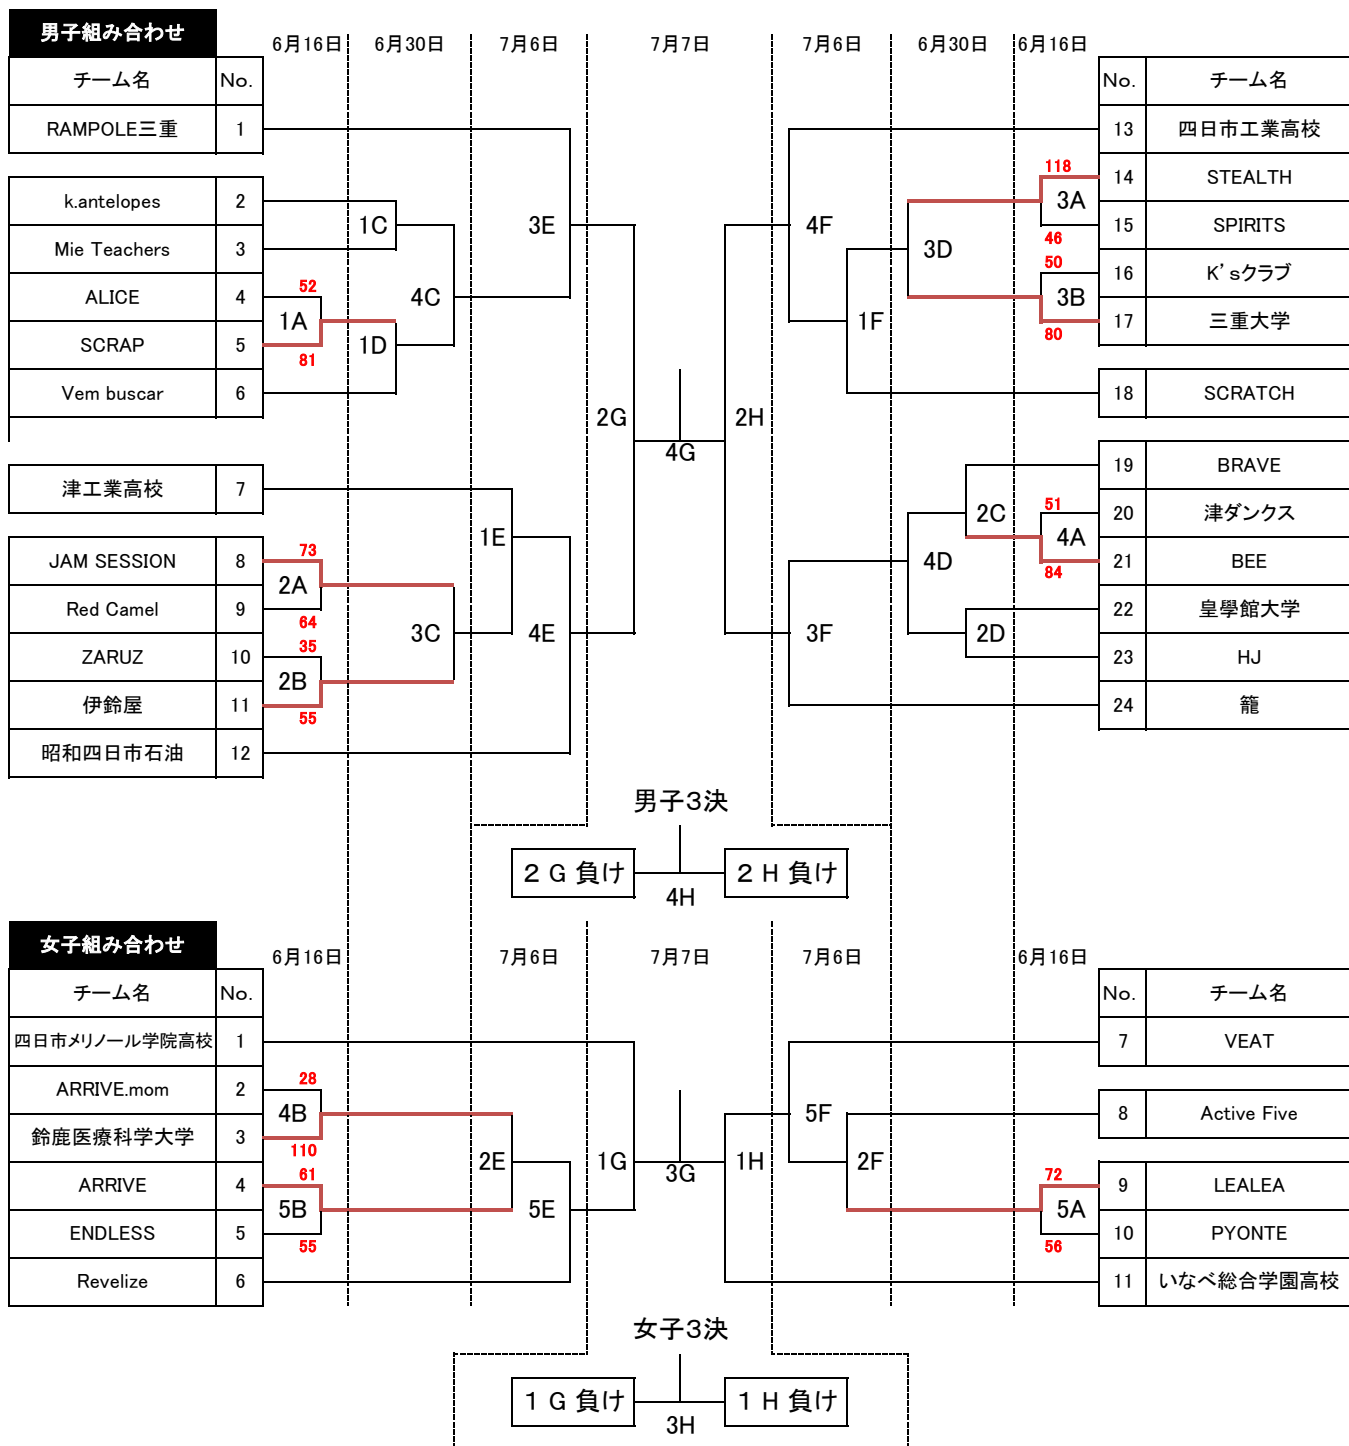 男子組み合わせ
6月16日 6月30日 7月6日 7月7日 7月6日 6月30日 6月16日
チーム名 No. No. チーム名
RAMPOLE三重 1 13 四日市工業高校
118
k.antelopes 2 14 STEALTH
3A
1C 3E 4F
Mie Teachers 3 15 SPIRITS
46
3D
50
ALICE 4 52 16 K'sクラブ
4C 3B
1A 1F
17 三重大学
SCRAP 5 81 1D 80
Vem buscar 6 18 SCRATCH
2G 2H
4G
津工業高校 7 19 BRAVE
51
2C 20 津ダンクス
1E 4A
JAM SESSION 8 73 4D 84 21 BEE
2A
Red Camel 9 64 22 皇學館大学
3C 4E 3F 2D
ZARUZ 10 35 23 HJ
2B
伊鈴屋 11 55 24 籠
昭和四日市石油 12
男子3決
2 G 負け 2 H 負け
4H
女子組み合わせ
6月16日 7月6日 7月7日 7月6日 6月16日
チーム名 No. No. チーム名
四日市メリノール学院高校 1 7 VEAT
ARRIVE.mom 2 28
4B 5F 8 Active Five
鈴鹿医療科学大学 3 110
2E 1G 3G 1H 2F
ARRIVE 4 61 72 9 LEALEA
5B 5E 5A
ENDLESS 5 55 56 10 PYONTE
Revelize 6 11 いなべ総合学園高校
女子3決
1 G 負け 1 H 負け
3H